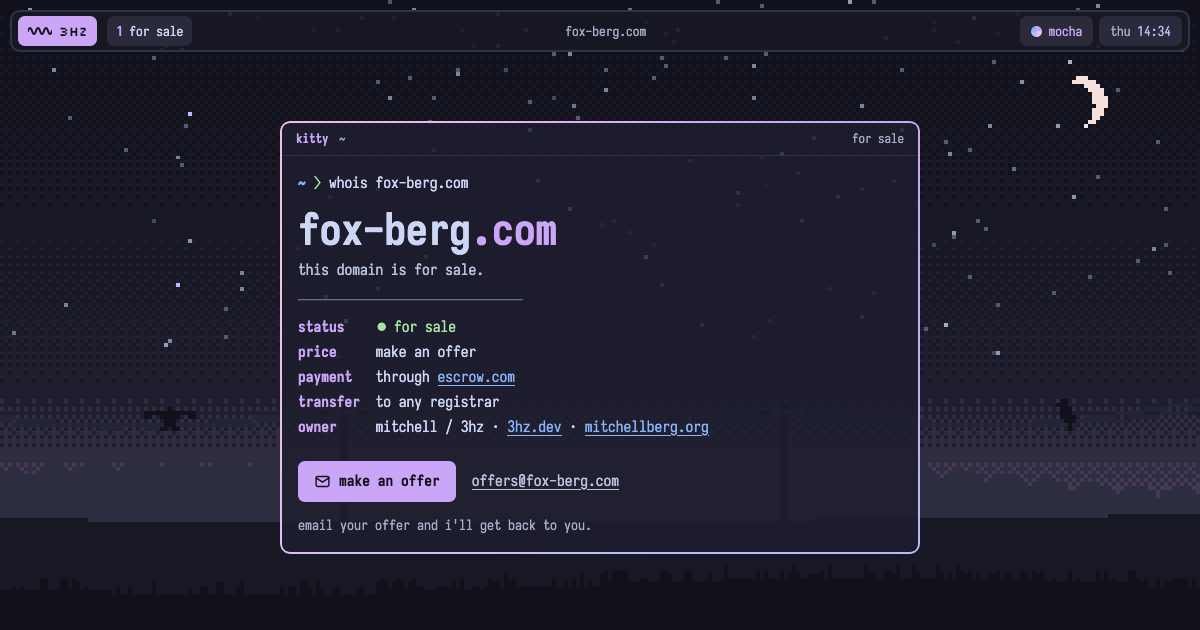 3HZ
1 for sale
fox-berg.com
mocha
thu 14:34
kitty ~
for sale
~ ❯ whois fox-berg.com
fox-berg.com
this domain is for sale.
status ● for sale
price make an offer
payment through escrow.com
transfer to any registrar
owner mitchell / 3hz · 3hz.dev · mitchellberg.org
make an offer
offers@fox-berg.com
email your offer and i'll get back to you.